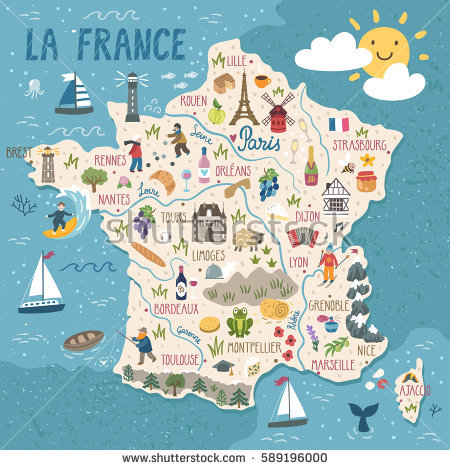 LA FRANCE
LILLE
ROUEN
Seine
Paris
STRASBOURG
BREST
RENNES
ORLÉANS
NANTES
Loire
TOURS
DIJON
shutterstock
LIMOGES
LYON
BORDEAUX
GRENOBLE
Rhône
Garonne
TOULOUSE
MONTPELLIER
NICE
MARSEILLE
AJACCIO
www.shutterstock.com · 589196000